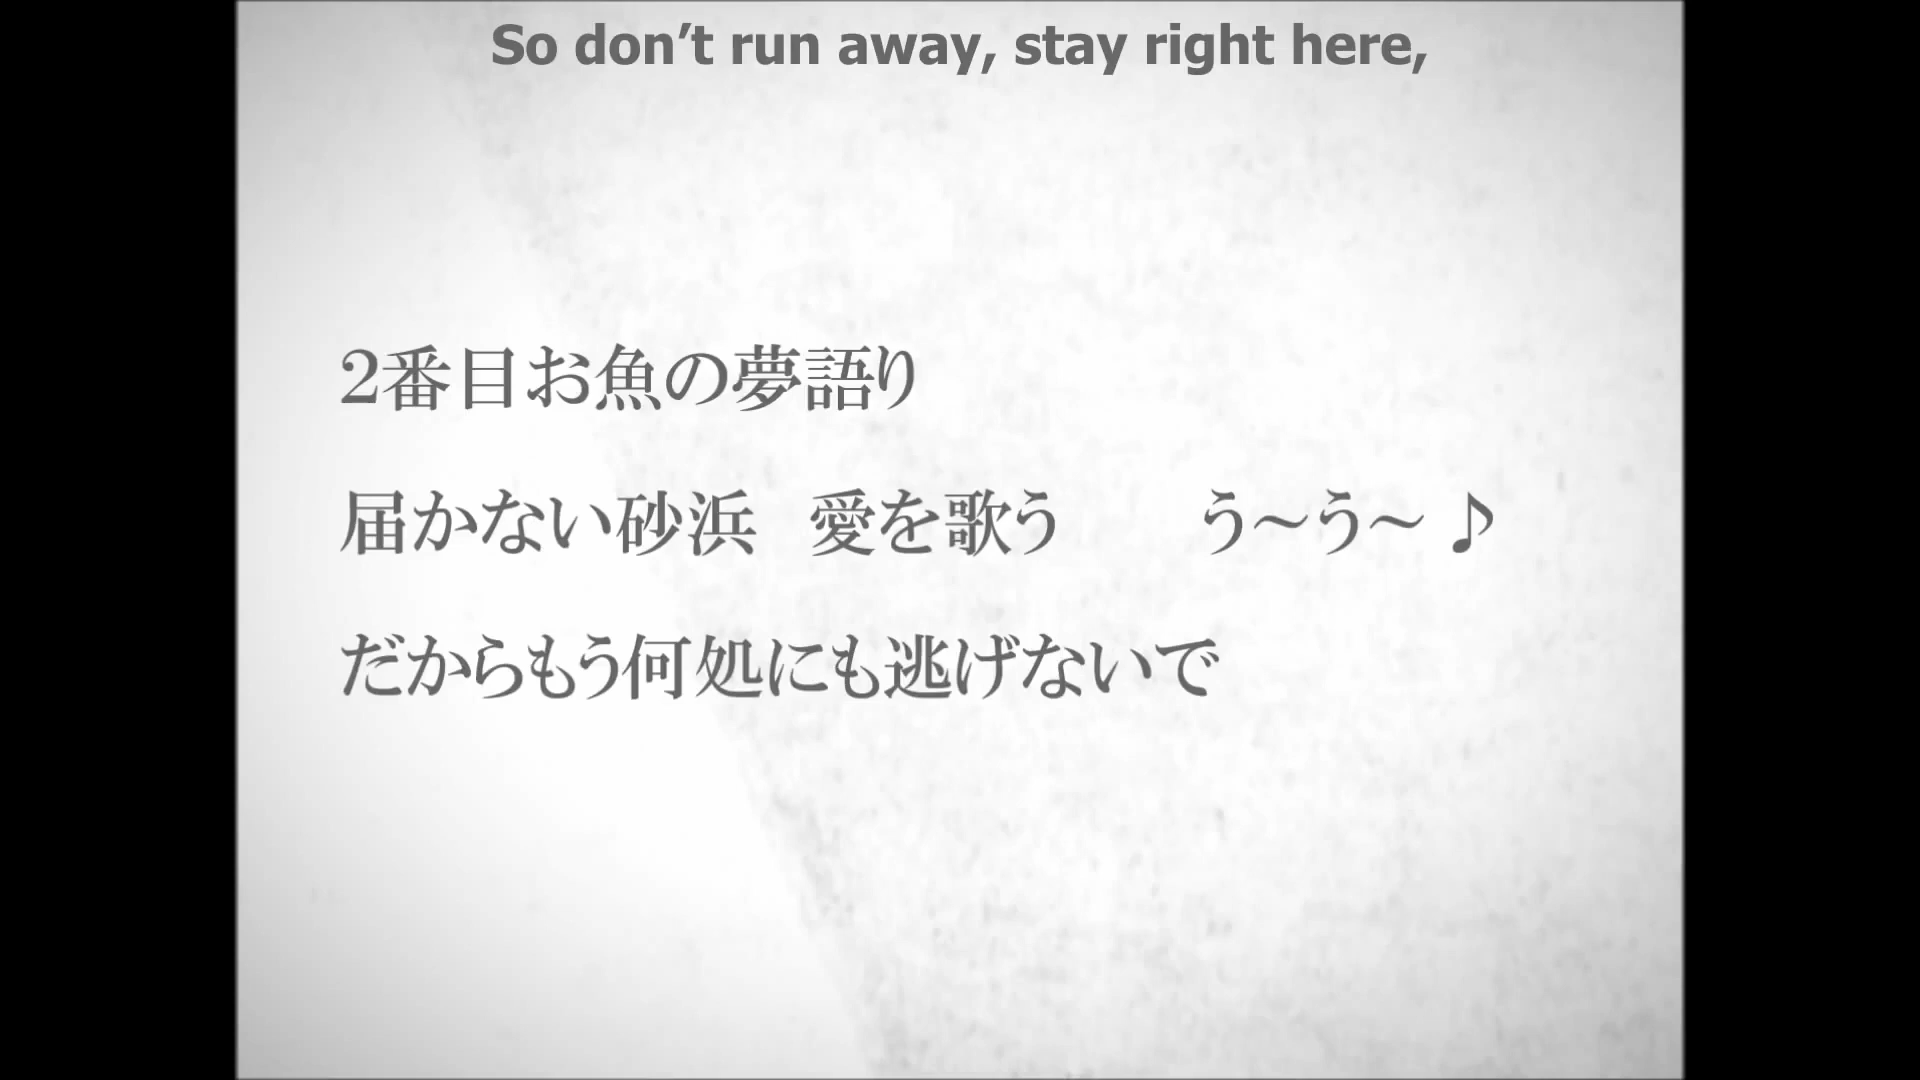 So don’t run away, stay right here,
２番目お魚の夢語り
届かない砂浜　愛を歌う　　う～う～♪
だからもう何処にも逃げないで